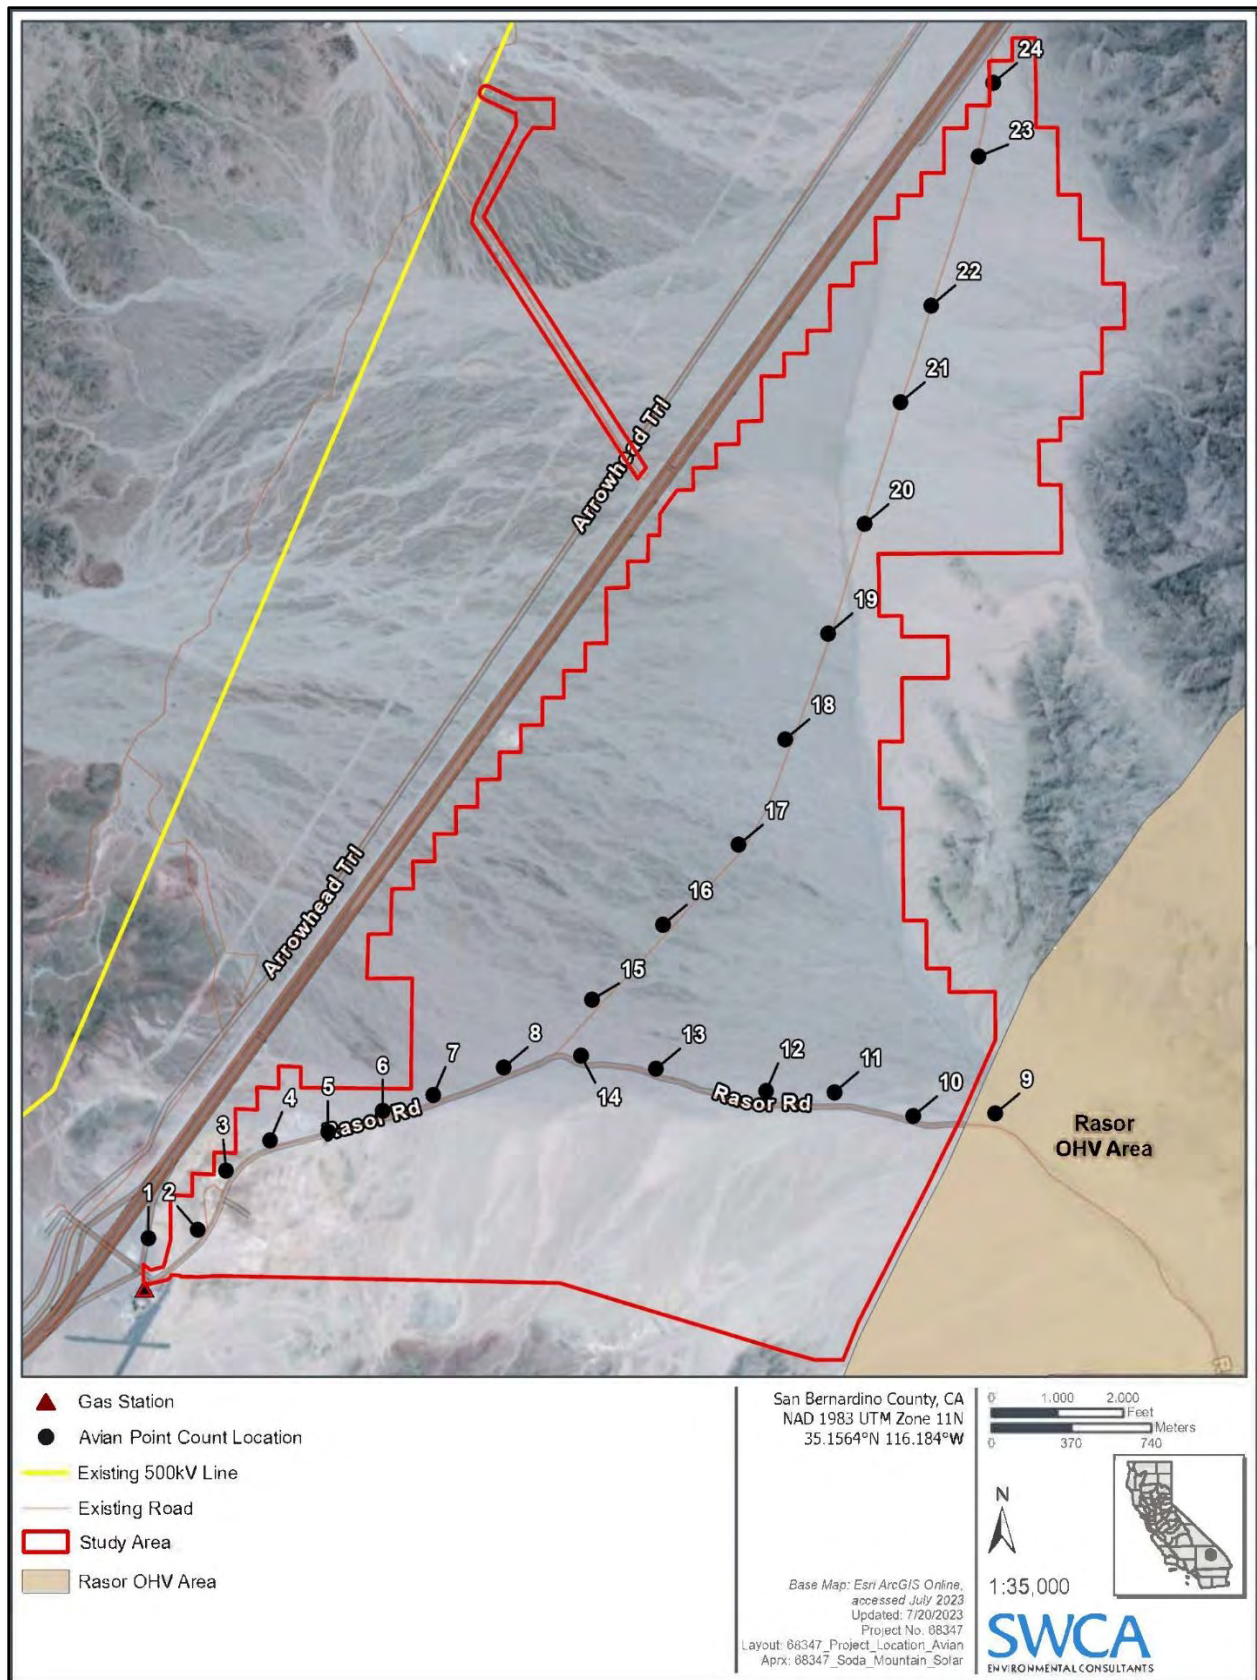 24
23
22
21
Arrowhead Trl
20
19
18
17
Arrowhead Trl
16
15
8
13
7
12
11
6
10
9
5
4
14
3
Rasor Rd
Rasor Rd
Rasor
OHV Area
1 2
Gas Station
Avian Point Count Location
Existing 500kV Line
Existing Road
Study Area
Rasor OHV Area
San Bernardino County, CA
NAD 1983 UTM Zone 11N
35.1564°N 116.184°W
Base Map: Esri ArcGIS Online,
accessed July 2023
Updated: 7/20/2023
Project No. 68347
Layout: 68347_Project_Location_Avian
Aprx: 68347_Soda_Mountain_Solar
0 1,000 2,000
Feet
Meters
0 370 740
N
1:35,000
SWCA
ENVIRONMENTAL CONSULTANTS